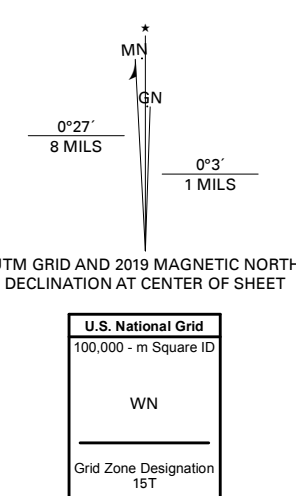 MN
GN
0°27´
8 MILS
0°3´
1 MILS
UTM GRID AND 2019 MAGNETIC NORTH
DECLINATION AT CENTER OF SHEET
U.S. National Grid
100,000 - m Square ID
WN
Grid Zone Designation
15T